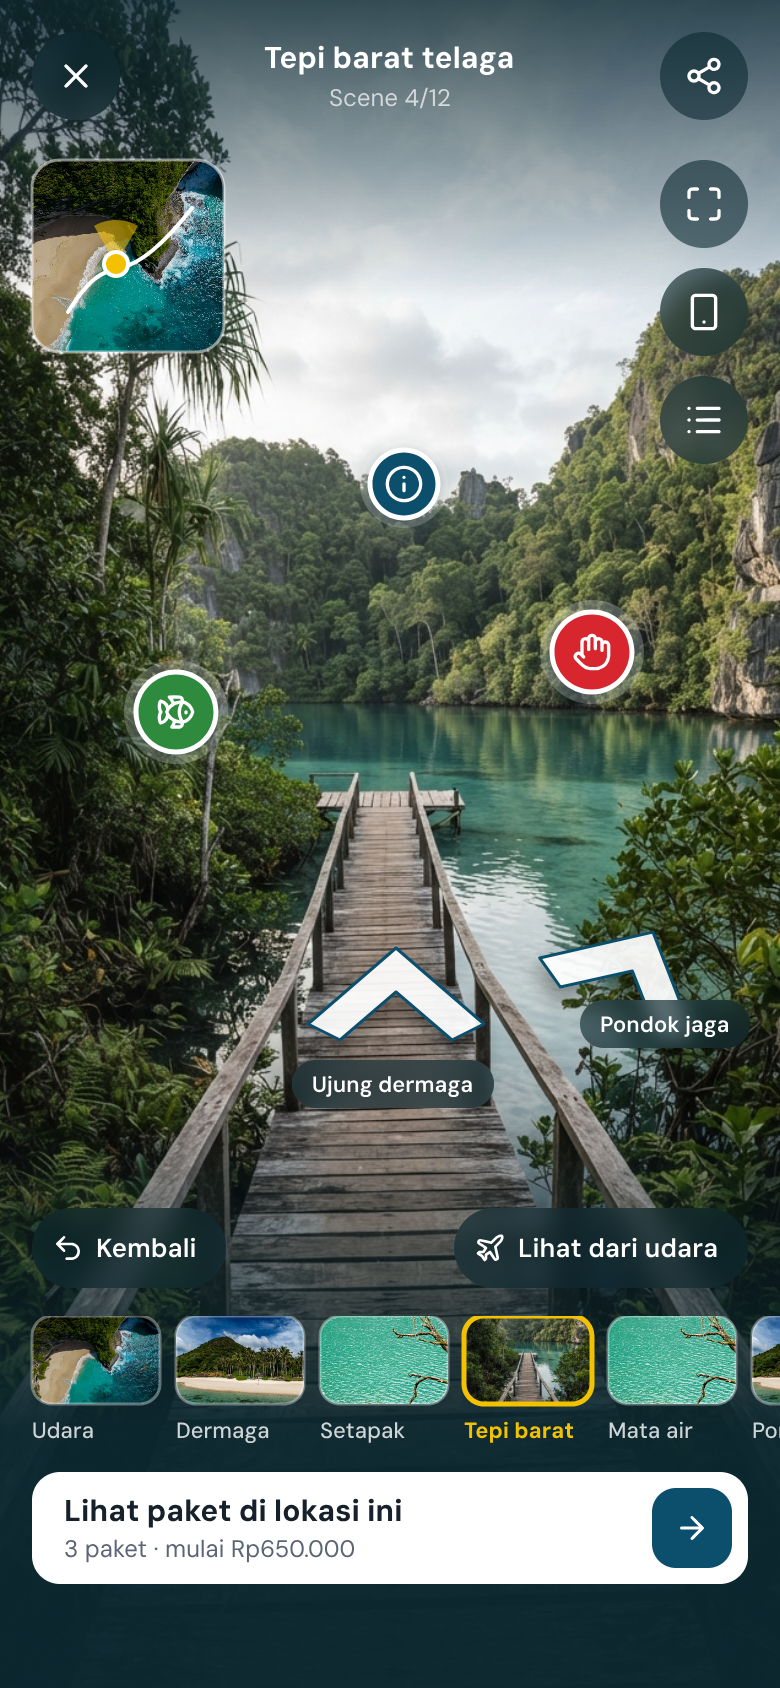 Tepi barat telaga
Scene 4/12
Pondok jaga
Ujung dermaga
Kembali
Lihat dari udara
Udara
Dermaga
Setapak
Tepi barat
Mata air
Lihat paket di lokasi ini
3 paket · mulai Rp650.000